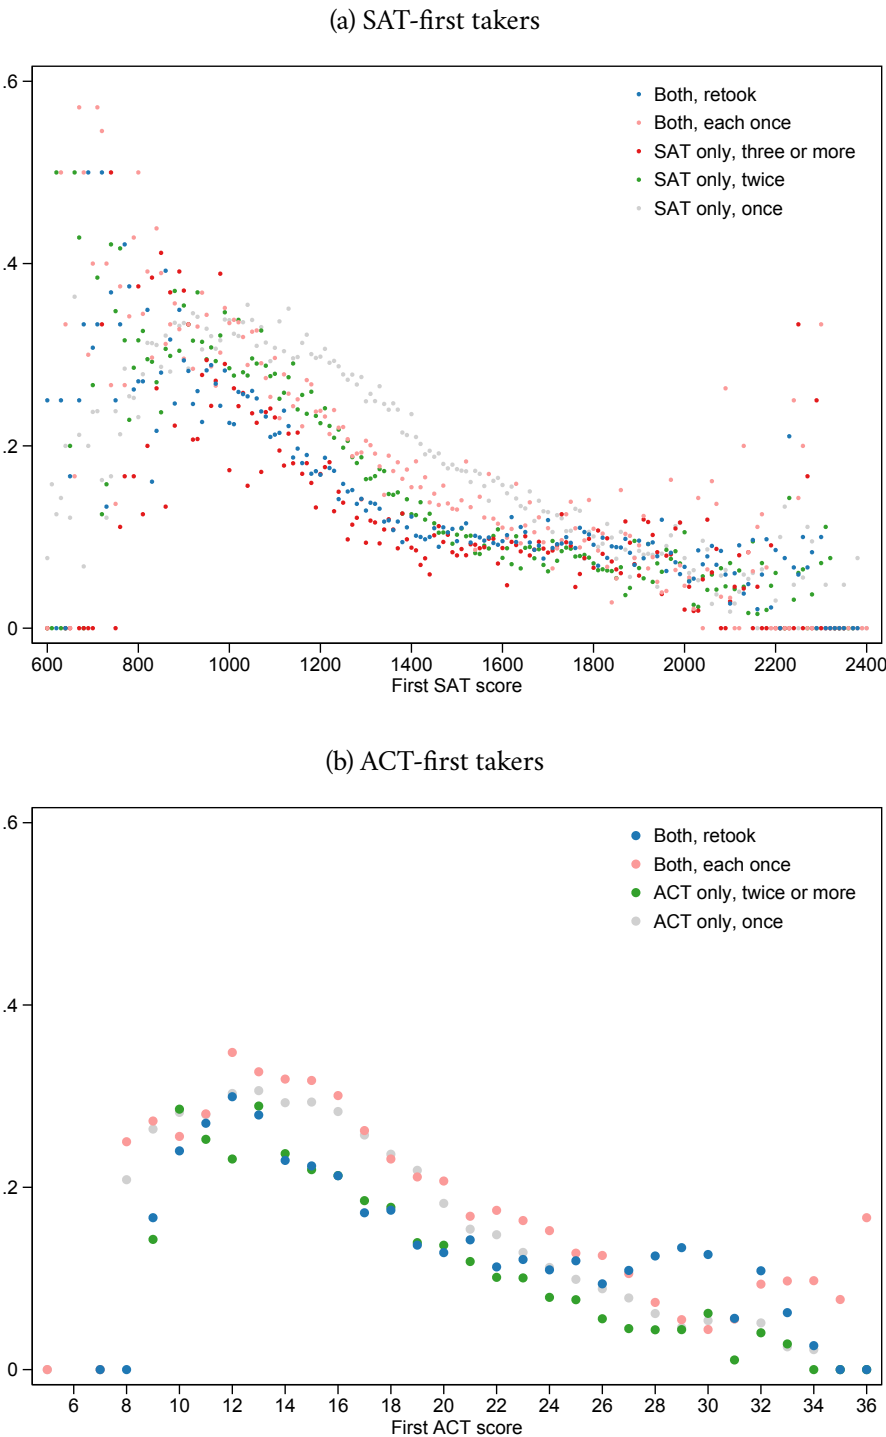 (a) SAT-first takers
.6
Both, retook
Both, each once
SAT only, three or more
SAT only, twice
SAT only, once
.4
.2
0
600 800 1000 1200 1400 1600 1800 2000 2200 2400
First SAT score
(b) ACT-first takers
.6
Both, retook
Both, each once
ACT only, twice or more
ACT only, once
.4
.2
0
6 8 10 12 14 16 18 20 22 24 26 28 30 32 34 36
First ACT score